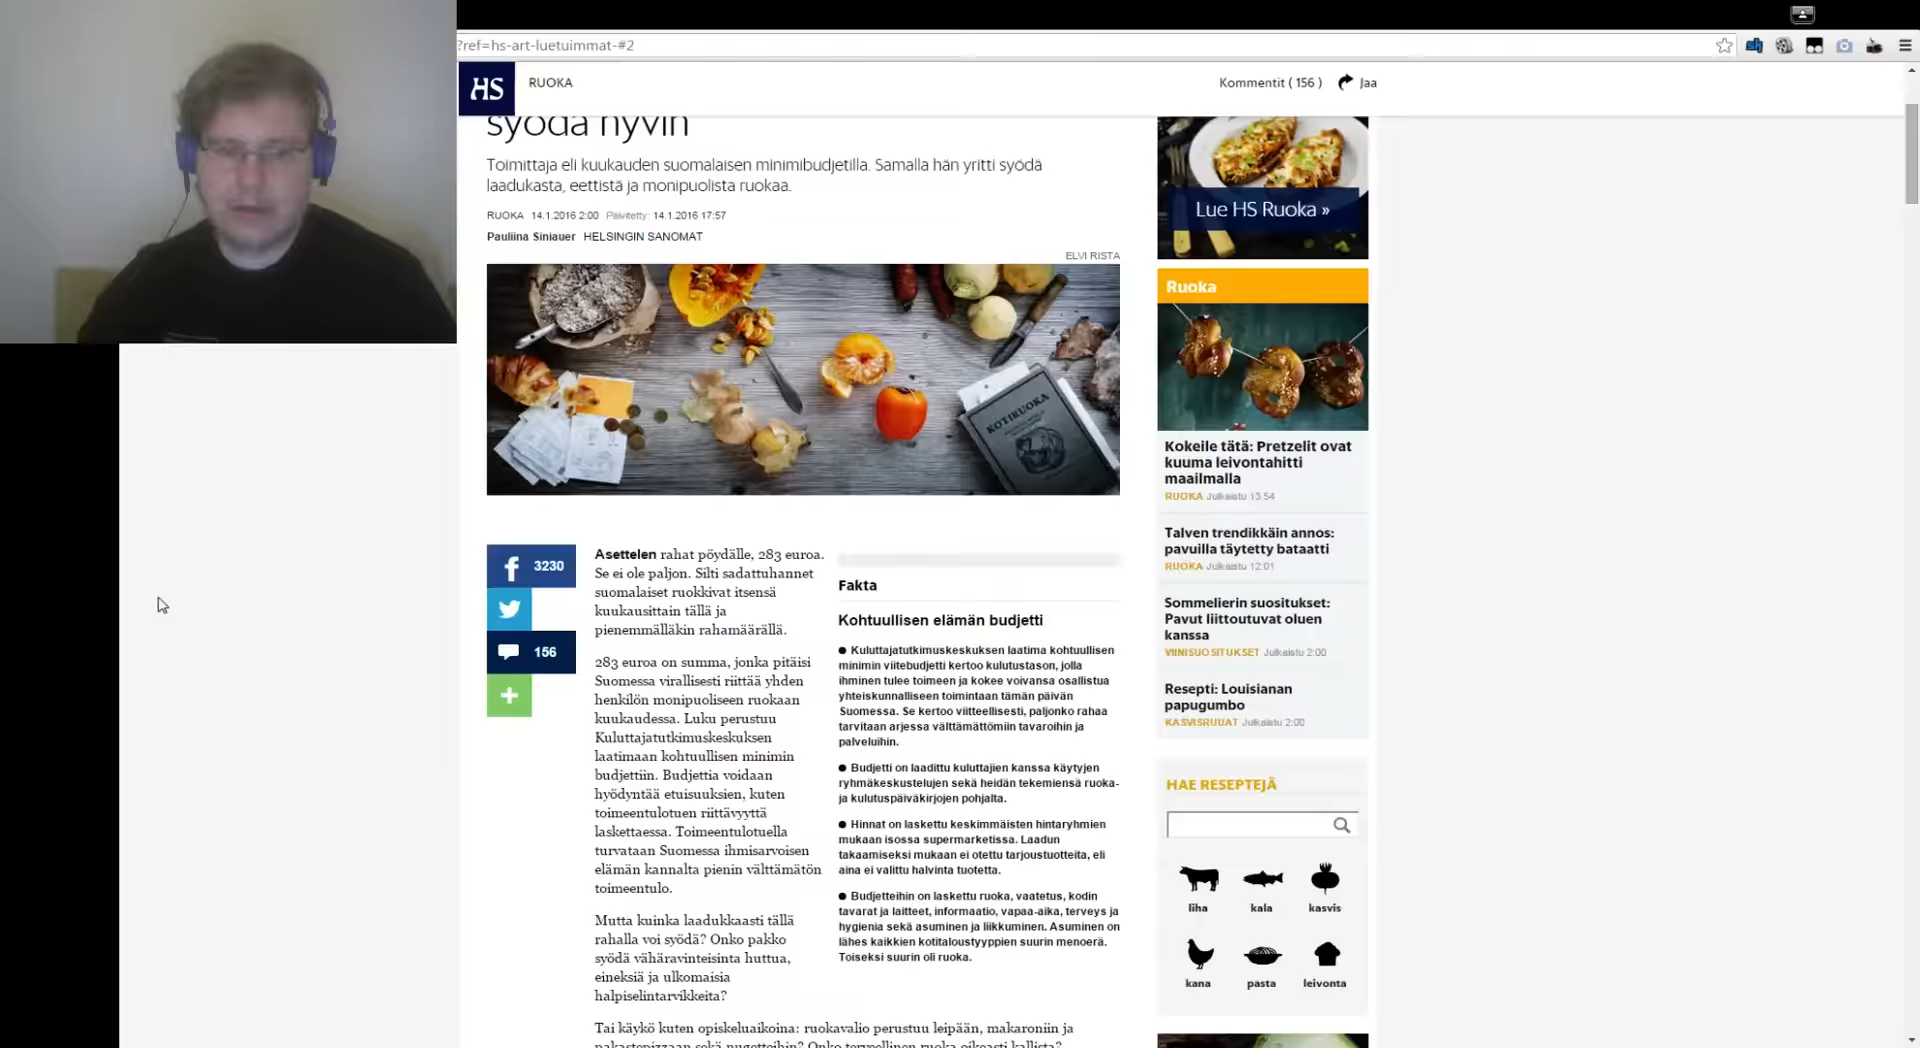 ?ref=hs-art-luetuimmat-#2
HS
RUOKA
Kommentit ( 156 )
Jaa
syödä hyvin
Toimittaja eli kuukauden suomalaisen minimibudjetilla. Samalla hän yritti syödä
laadukasta, eettistä ja monipuolista ruokaa.
RUOKA 14.1.2016 2:00 Päivitetty: 14.1.2016 17:57
Pauliina Siniauer HELSINGIN SANOMAT
ELVI RISTA
KOTIRUOKA
3230
156
Asettelen rahat pöydälle, 283 euroa.
Se ei ole paljon. Silti sadattuhannet
suomalaiset ruokkivat itsensä
kuukausittain tällä ja
pienemmälläkin rahamäärällä.
283 euroa on summa, jonka pitäisi
Suomessa virallisesti riittää yhden
henkilön monipuoliseen ruokaan
kuukaudessa. Luku perustuu
Kuluttajatutkimuskeskuksen
laatimaan kohtuullisen minimin
budjettiin. Budjettia voidaan
hyödyntää etuisuuksien, kuten
toimeentulotuen riittävyyttä
laskettaessa. Toimeentulotuella
turvataan Suomessa ihmisarvoisen
elämän kannalta pienin välttämätön
toimeentulo.
Mutta kuinka laadukkaasti tällä
rahalla voi syödä? Onko pakko
syödä vähäravinteisinta huttua,
eineksiä ja ulkomaisia
halpiselintarvikkeita?
Tai käykö kuten opiskeluaikoina: ruokavalio perustuu leipään, makaroniin ja
pakastepizzaan sekä nugetteihin? Onko terveellinen ruoka oikeasti kallista?
Fakta
Kohtuullisen elämän budjetti
● Kuluttajatutkimuskeskuksen laatima kohtuullisen
minimin viitebudjetti kertoo kulutustason, jolla
ihminen tulee toimeen ja kokee voivansa osallistua
yhteiskunnalliseen toimintaan tämän päivän
Suomessa. Se kertoo viitteellisesti, paljonko rahaa
tarvitaan arjessa välttämättömiin tavaroihin ja
palveluihin.
● Budjetti on laadittu kuluttajien kanssa käytyjen
ryhmäkeskustelujen sekä heidän tekemiensä ruoka-
ja kulutuspäiväkirjojen pohjalta.
● Hinnat on laskettu keskimmäisten hintaryhmien
mukaan isossa supermarketissa. Laadun
takaamiseksi mukaan ei otettu tarjoustuotteita, eli
aina ei valittu halvinta tuotetta.
● Budjetteihin on laskettu ruoka, vaatetus, kodin
tavarat ja laitteet, informaatio, vapaa-aika, terveys ja
hygienia sekä asuminen ja liikkuminen. Asuminen on
lähes kaikkien kotitaloustyyppien suurin menoerä.
Toiseksi suurin oli ruoka.
Lue HS Ruoka »
Ruoka
Kokeile tätä: Pretzelit ovat
kuuma leivontahitti
maailmalla
RUOKA Julkaistu 13:54
Talven trendikkäin annos:
pavuilla täytetty bataatti
RUOKA Julkaistu 12:01
Sommelierin suositukset:
Pavut liittoutuvat oluen
kanssa
VIINISUOSITUKSET Julkaistu 2:00
Resepti: Louisianan
papugumbo
KASVISRUUAT Julkaistu 2:00
HAE RESEPTEJÄ
liha
kala
kasvis
kana
pasta
leivonta